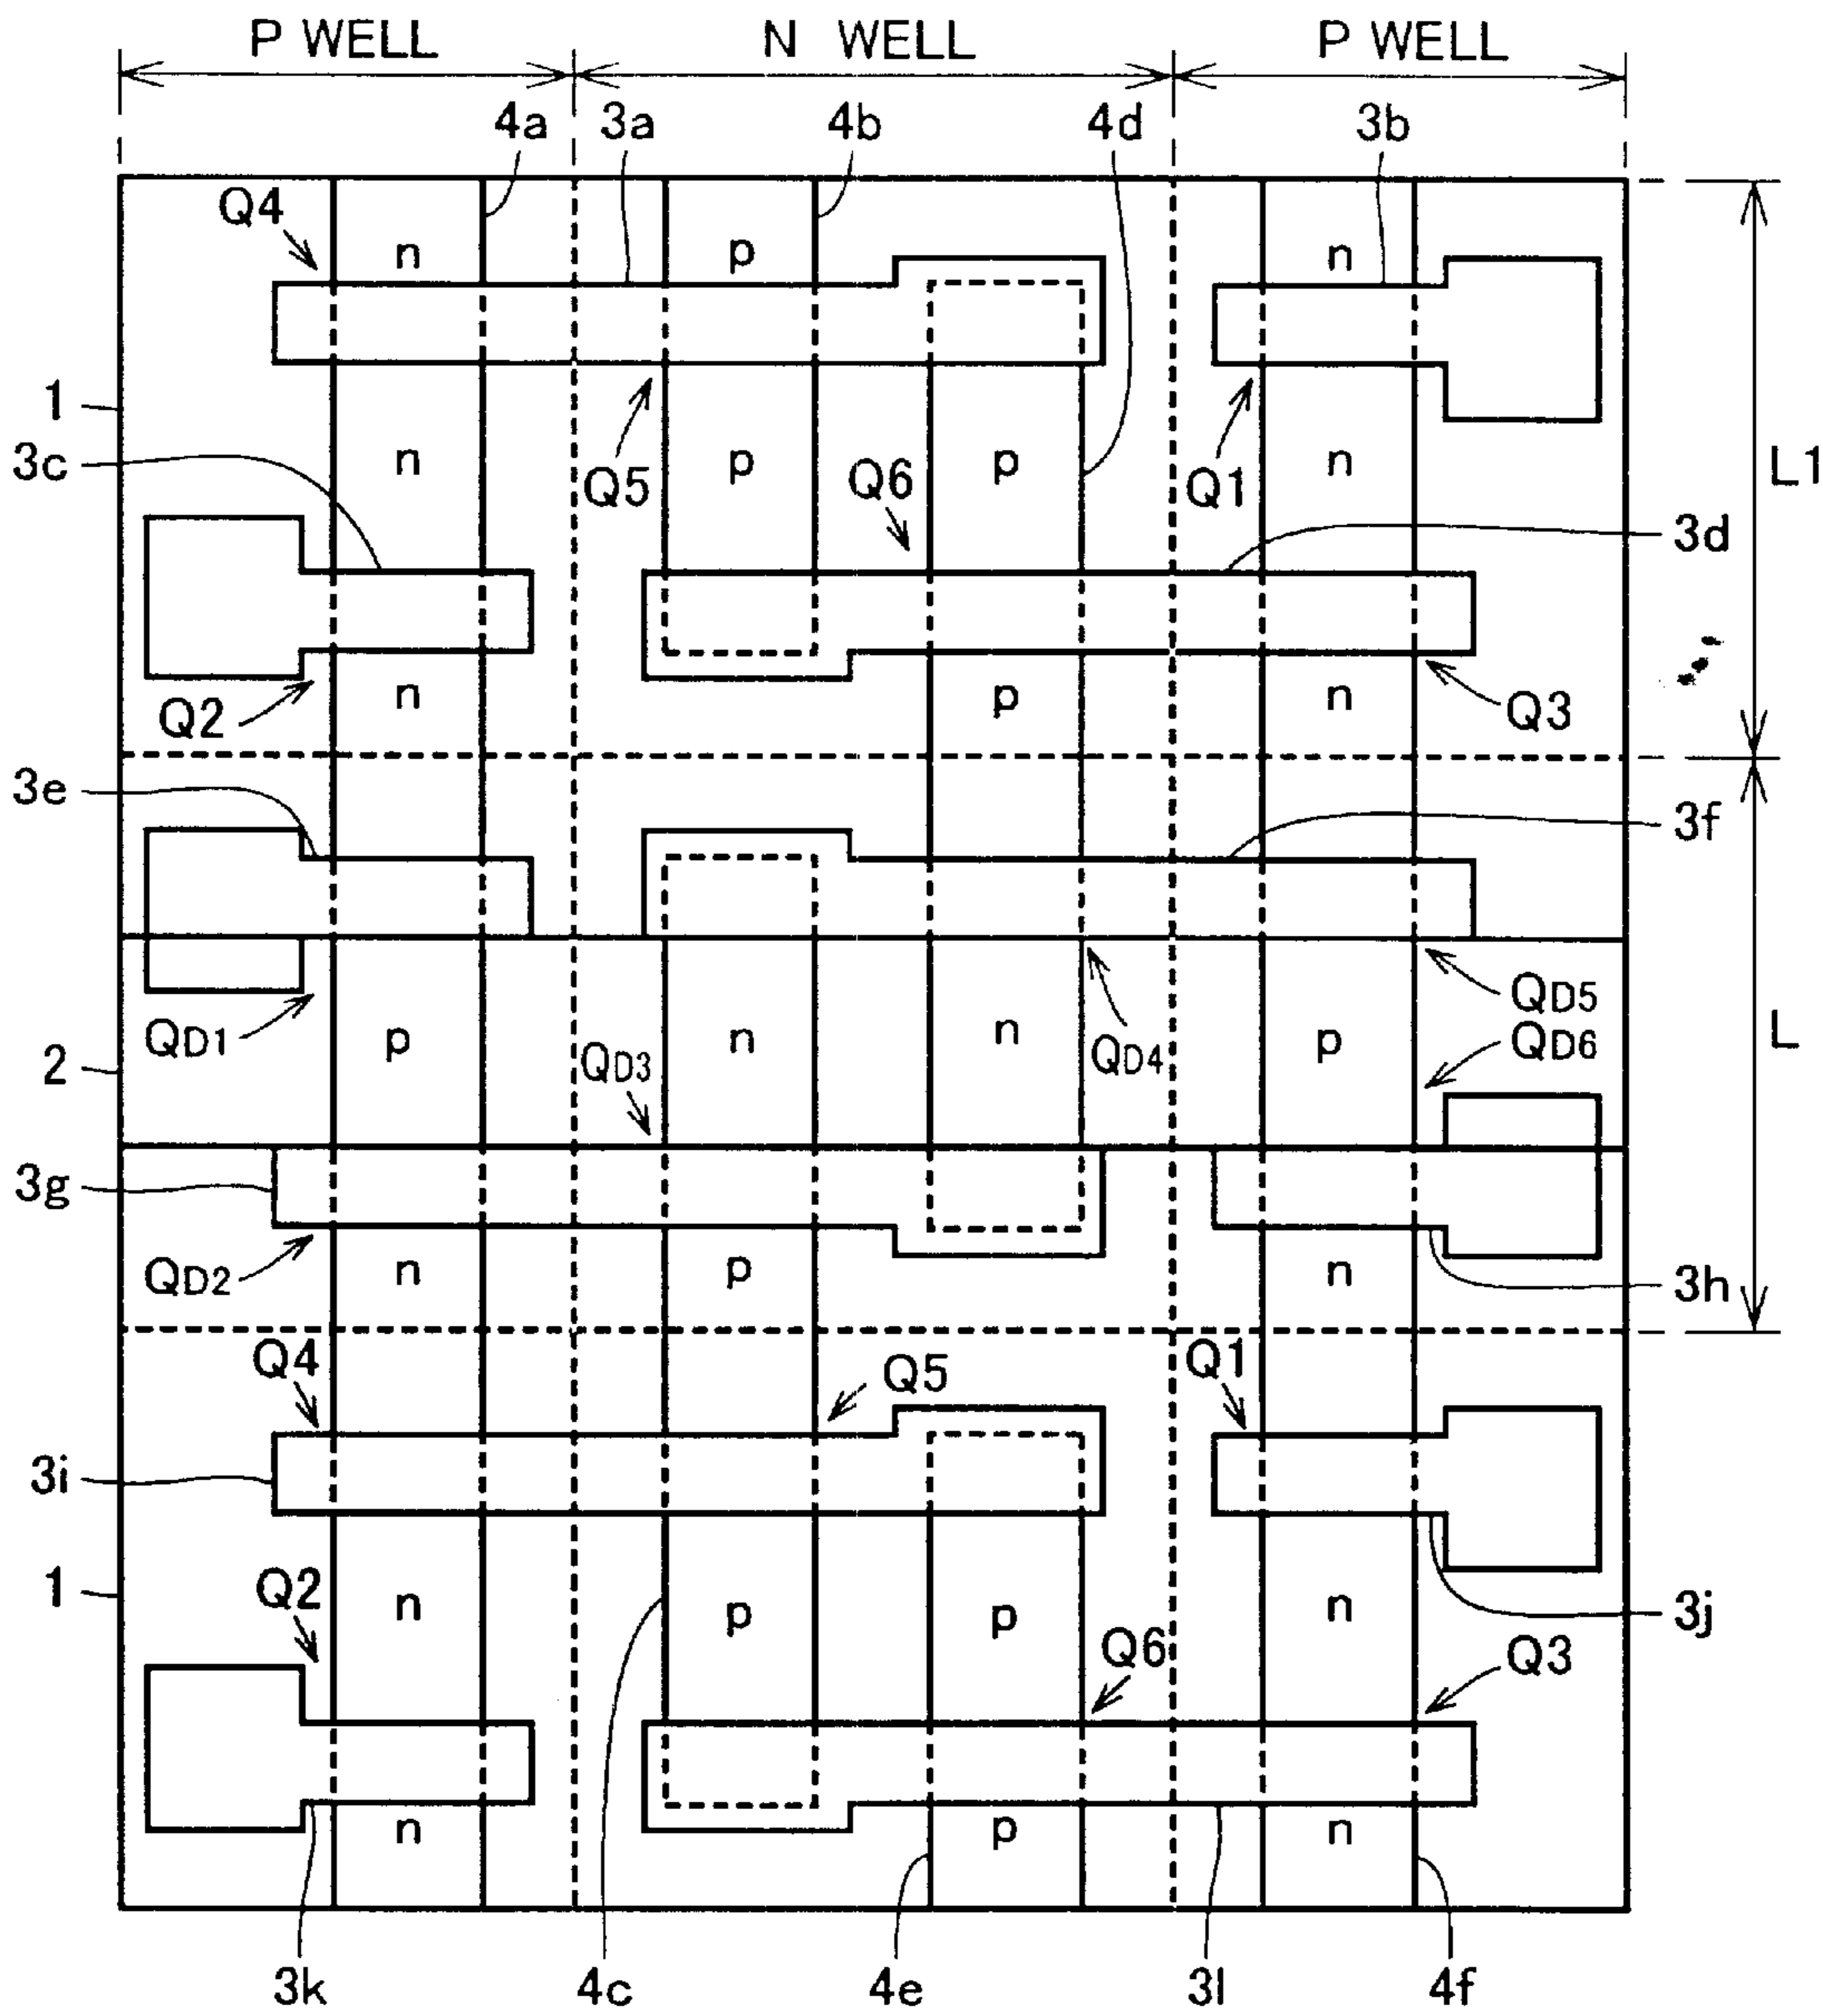 P WELL N WELL P WELL
4a 3a 4b 4d 3b
Q4 n p n
1
3c n Q5 p Q6 p Q1 n L1
3d
Q2 n p n Q3
3e 3f
QD1 p QD3 n n QD4 p QD5
QD6
2 L
3g
QD2 n p n 3h
Q4 Q5 Q1
3i
1 Q2 n p p n 3j
Q6 Q3
n p n
3k 4c 4e 3l 4f